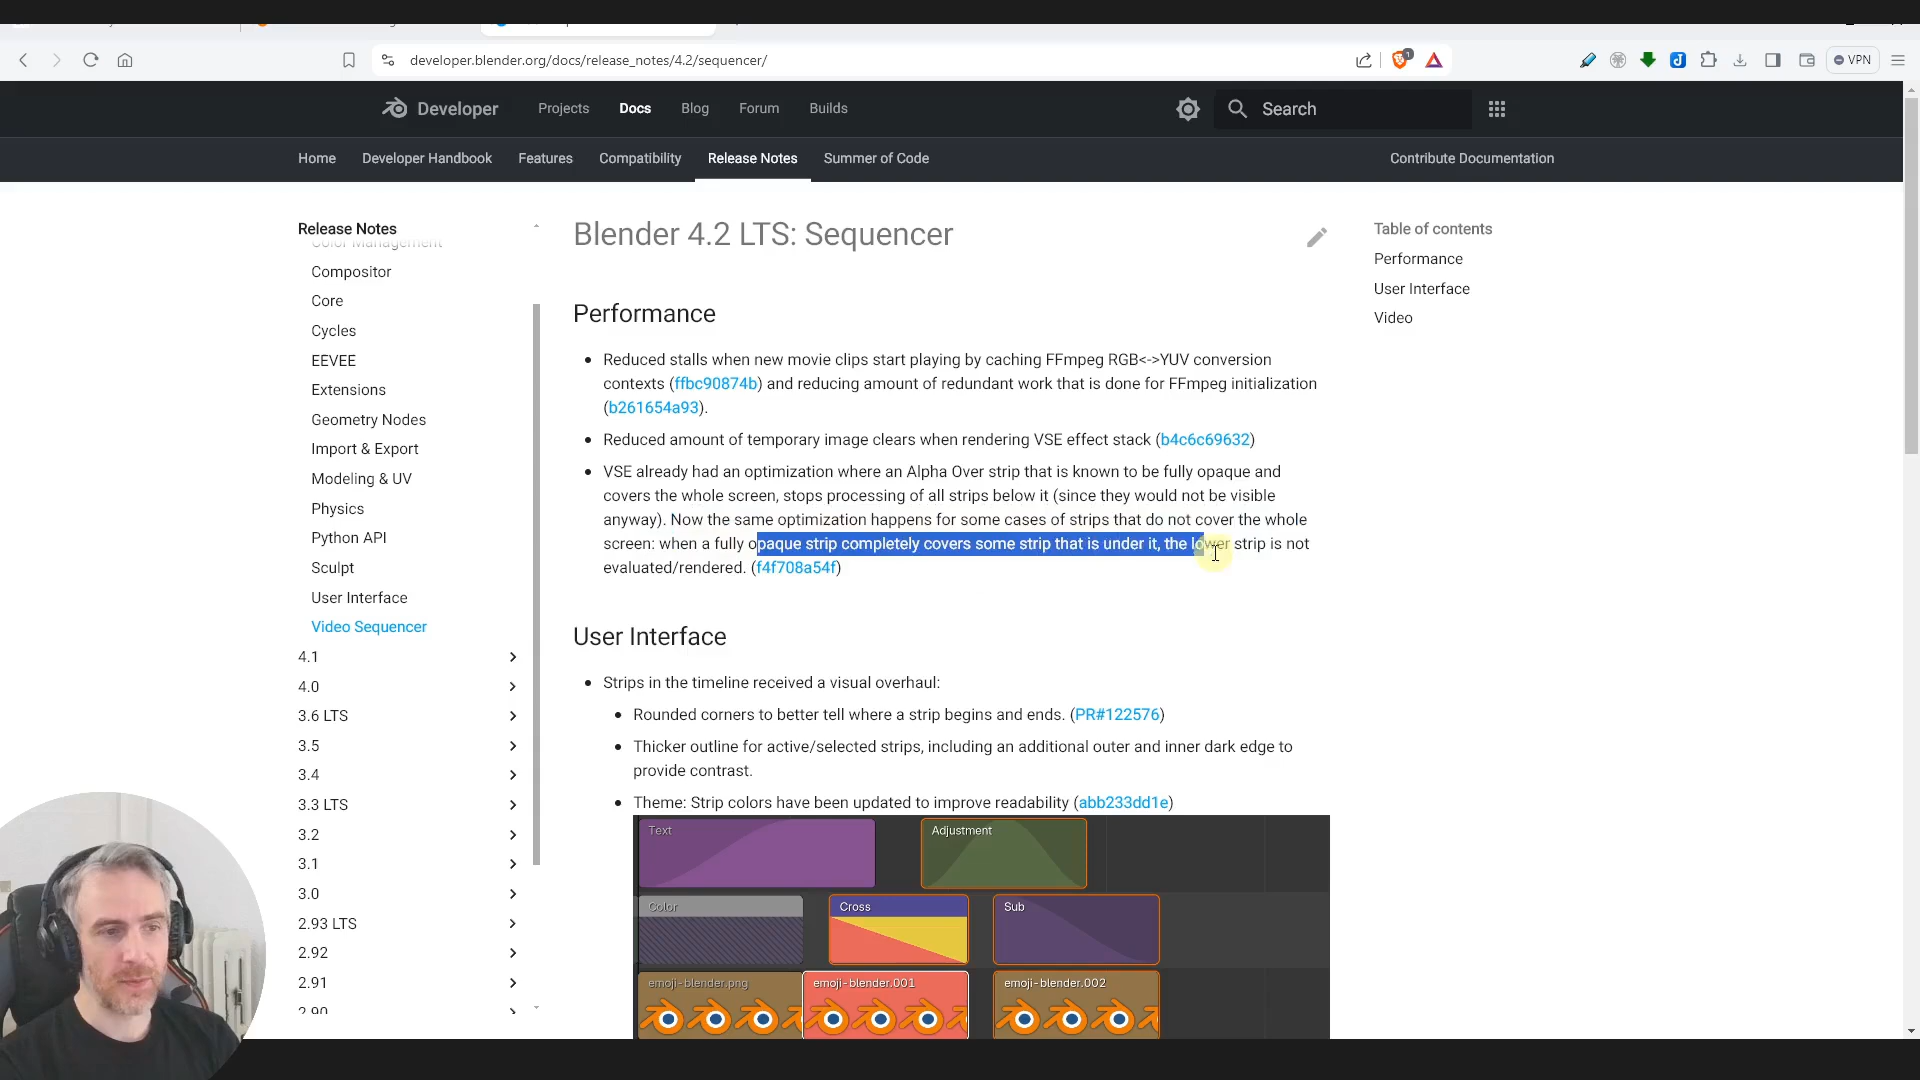 developer.blender.org/docs/release_notes/4.2/sequencer/
1
VPN
Developer
Projects
Docs
Blog
Forum
Builds
Search
Home
Developer Handbook
Features
Compatibility
Release Notes
Summer of Code
Contribute Documentation
Release Notes
Color Management
Compositor
Core
Cycles
EEVEE
Extensions
Geometry Nodes
Import & Export
Modeling & UV
Physics
Python API
Sculpt
User Interface
Video Sequencer
4.1
4.0
3.6 LTS
3.5
3.4
3.3 LTS
3.2
3.1
3.0
2.93 LTS
2.92
2.91
2.90
Blender 4.2 LTS: Sequencer
Performance
Reduced stalls when new movie clips start playing by caching FFmpeg RGB<->YUV conversion
contexts (ffbc90874b) and reducing amount of redundant work that is done for FFmpeg initialization
(b261654a93).
Reduced amount of temporary image clears when rendering VSE effect stack (b4c6c69632)
VSE already had an optimization where an Alpha Over strip that is known to be fully opaque and
covers the whole screen, stops processing of all strips below it (since they would not be visible
anyway). Now the same optimization happens for some cases of strips that do not cover the whole
screen: when a fully opaque strip completely covers some strip that is under it, the lower strip is not
evaluated/rendered. (f4f708a54f)
User Interface
Strips in the timeline received a visual overhaul:
Rounded corners to better tell where a strip begins and ends. (PR#122576)
Thicker outline for active/selected strips, including an additional outer and inner dark edge to
provide contrast.
Theme: Strip colors have been updated to improve readability (abb233dd1e)
Text
Adjustment
Color
Cross
Sub
emoji-blender.png
emoji-blender.001
emoji-blender.002
Table of contents
Performance
User Interface
Video